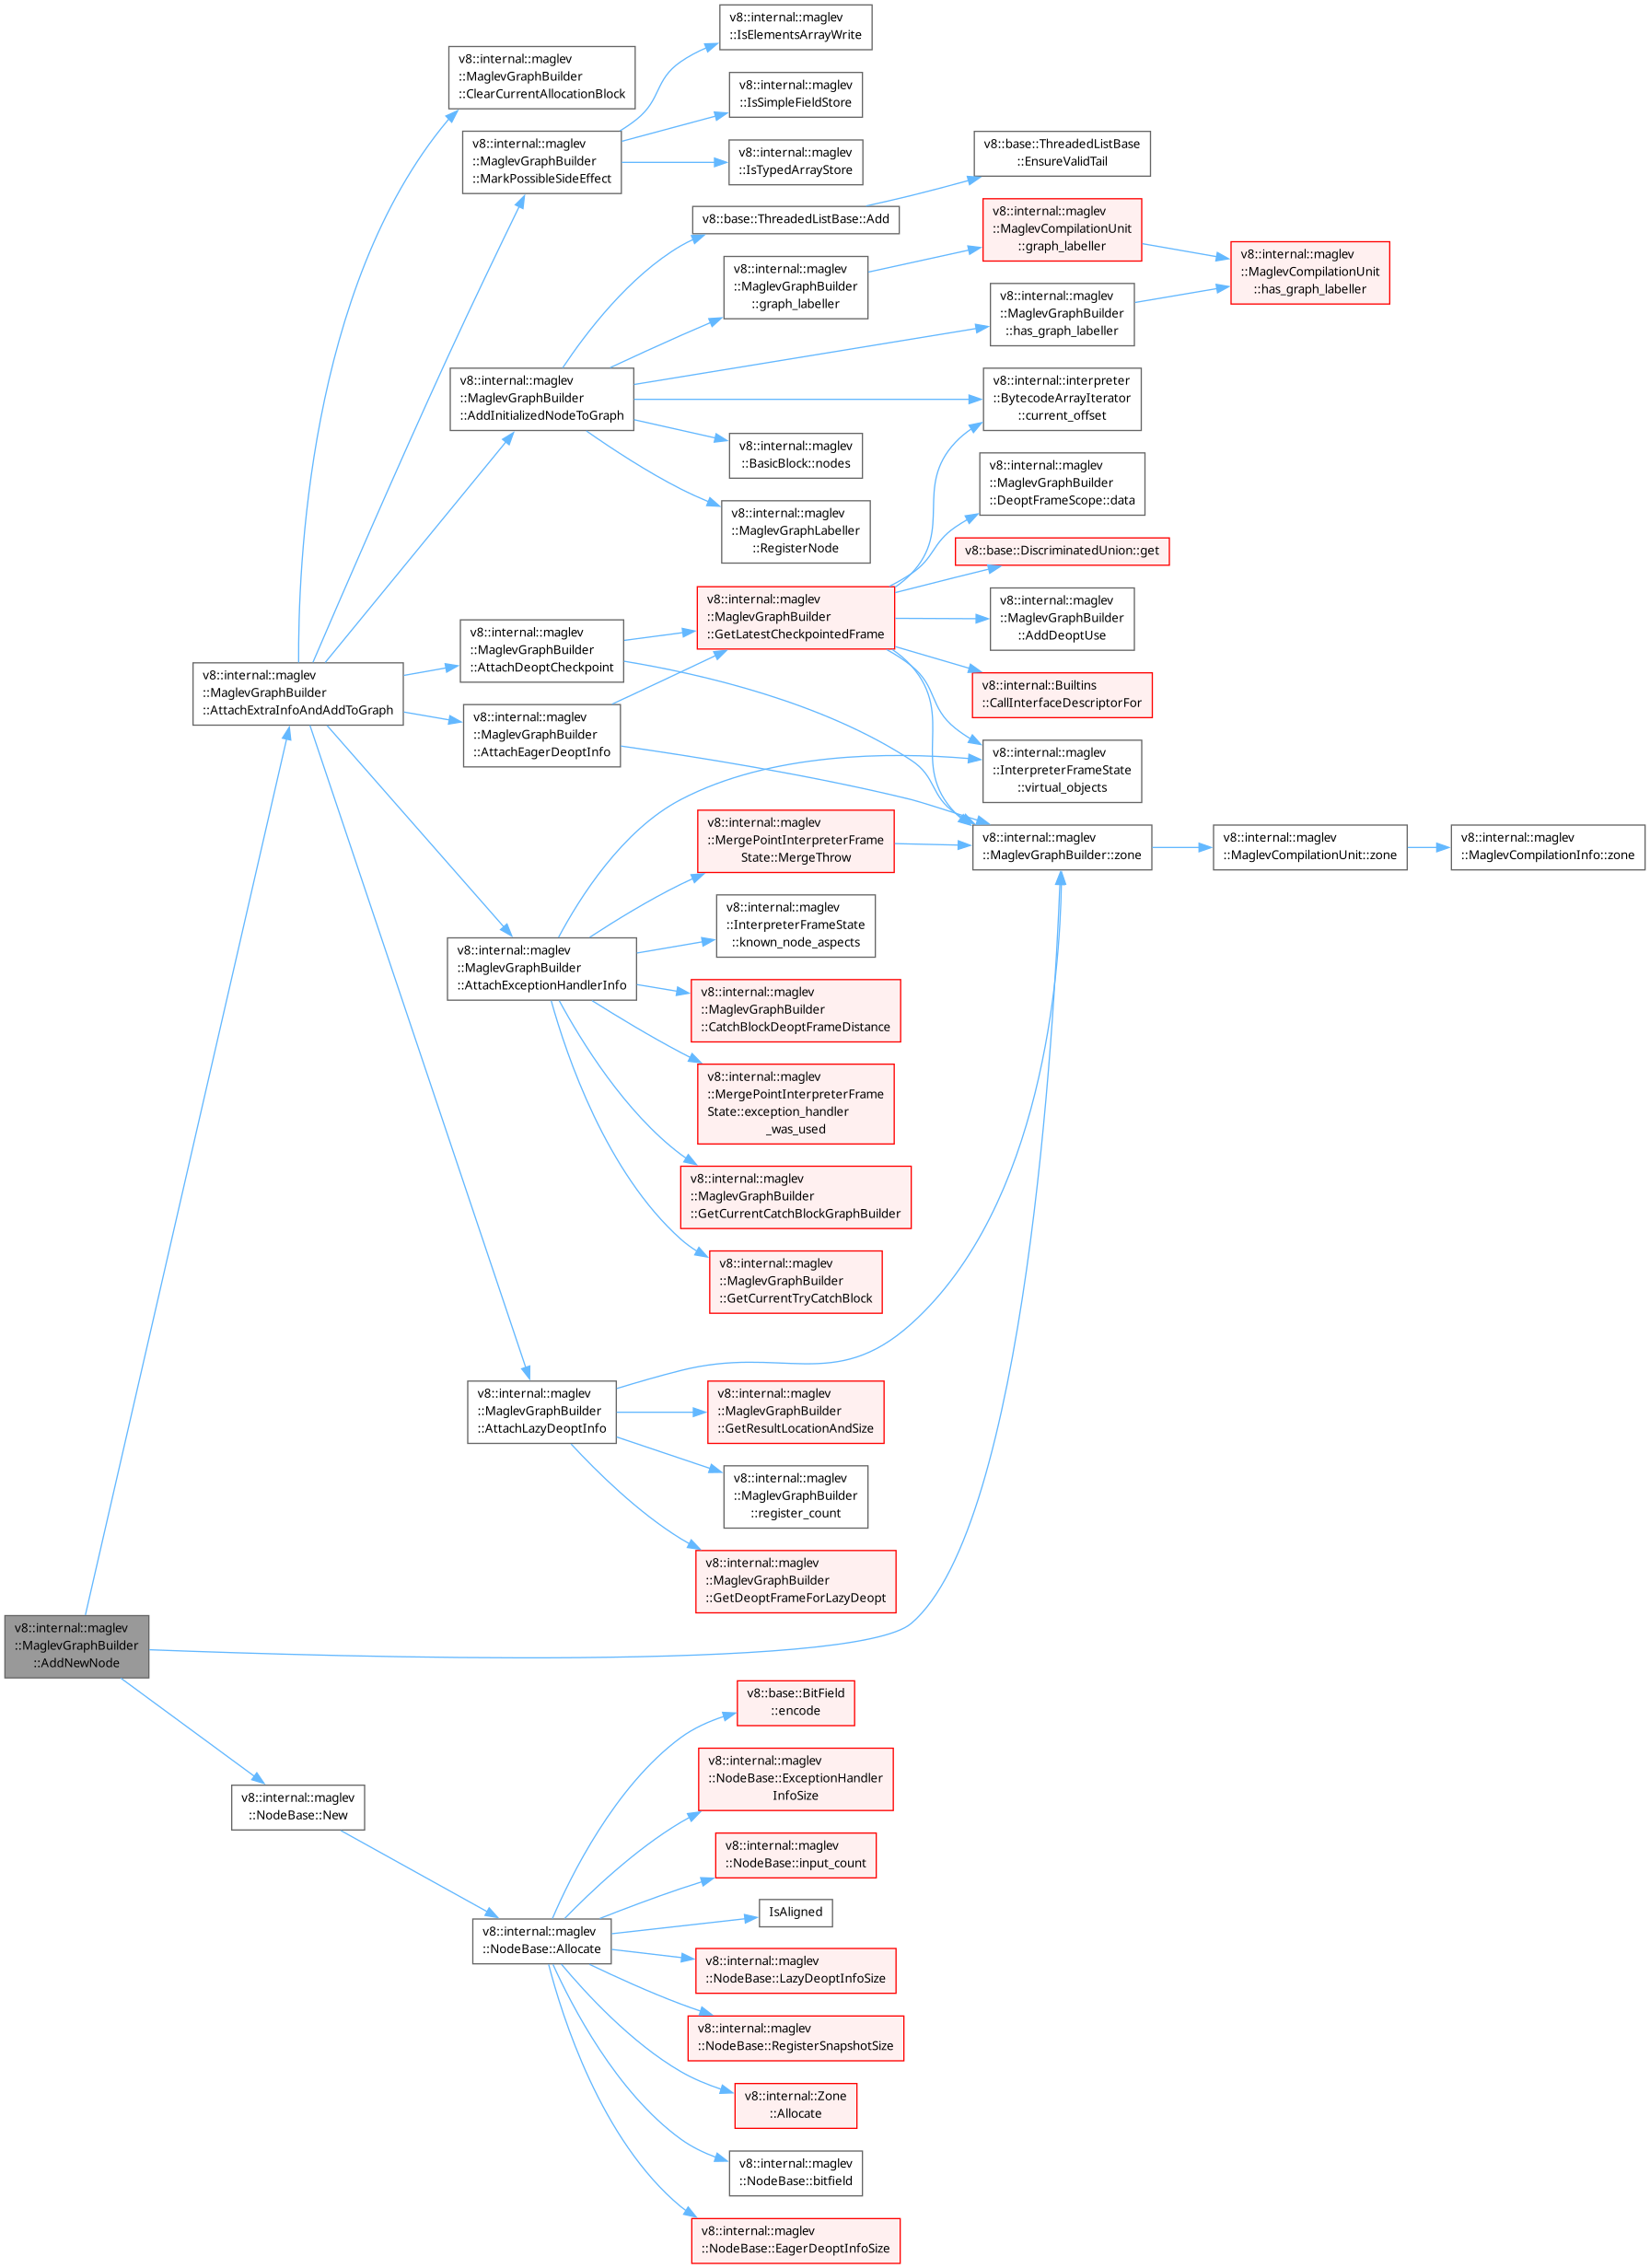 v8::internal::maglev
::IsElementsArrayWrite
v8::internal::maglev
::MaglevGraphBuilder
::ClearCurrentAllocationBlock
v8::internal::maglev
::IsSimpleFieldStore
v8::internal::maglev
::MaglevGraphBuilder
::MarkPossibleSideEffect
v8::internal::maglev
::IsTypedArrayStore
v8::base::ThreadedListBase
::EnsureValidTail
v8::base::ThreadedListBase::Add
v8::internal::maglev
::MaglevCompilationUnit
::graph_labeller
v8::internal::maglev
::MaglevCompilationUnit
::has_graph_labeller
v8::internal::maglev
::MaglevGraphBuilder
::graph_labeller
v8::internal::maglev
::MaglevGraphBuilder
::has_graph_labeller
v8::internal::maglev
::MaglevGraphBuilder
::AddInitializedNodeToGraph
v8::internal::interpreter
::BytecodeArrayIterator
::current_offset
v8::internal::maglev
::BasicBlock::nodes
v8::internal::maglev
::MaglevGraphBuilder
::DeoptFrameScope::data
v8::internal::maglev
::MaglevGraphLabeller
::RegisterNode
v8::base::DiscriminatedUnion::get
v8::internal::maglev
::MaglevGraphBuilder
::GetLatestCheckpointedFrame
v8::internal::maglev
::MaglevGraphBuilder
::AddDeoptUse
v8::internal::maglev
::MaglevGraphBuilder
::AttachDeoptCheckpoint
v8::internal::Builtins
::CallInterfaceDescriptorFor
v8::internal::maglev
::MaglevGraphBuilder
::AttachExtraInfoAndAddToGraph
v8::internal::maglev
::MaglevGraphBuilder
::AttachEagerDeoptInfo
v8::internal::maglev
::InterpreterFrameState
::virtual_objects
v8::internal::maglev
::MergePointInterpreterFrame
State::MergeThrow
v8::internal::maglev
::MaglevGraphBuilder::zone
v8::internal::maglev
::MaglevCompilationUnit::zone
v8::internal::maglev
::MaglevCompilationInfo::zone
v8::internal::maglev
::InterpreterFrameState
::known_node_aspects
v8::internal::maglev
::MaglevGraphBuilder
::AttachExceptionHandlerInfo
v8::internal::maglev
::MaglevGraphBuilder
::CatchBlockDeoptFrameDistance
v8::internal::maglev
::MergePointInterpreterFrame
State::exception_handler
_was_used
v8::internal::maglev
::MaglevGraphBuilder
::GetCurrentCatchBlockGraphBuilder
v8::internal::maglev
::MaglevGraphBuilder
::GetCurrentTryCatchBlock
v8::internal::maglev
::MaglevGraphBuilder
::AttachLazyDeoptInfo
v8::internal::maglev
::MaglevGraphBuilder
::GetResultLocationAndSize
v8::internal::maglev
::MaglevGraphBuilder
::register_count
v8::internal::maglev
::MaglevGraphBuilder
::GetDeoptFrameForLazyDeopt
v8::internal::maglev
::MaglevGraphBuilder
::AddNewNode
v8::base::BitField
::encode
v8::internal::maglev
::NodeBase::ExceptionHandler
InfoSize
v8::internal::maglev
::NodeBase::New
v8::internal::maglev
::NodeBase::input_count
IsAligned
v8::internal::maglev
::NodeBase::Allocate
v8::internal::maglev
::NodeBase::LazyDeoptInfoSize
v8::internal::maglev
::NodeBase::RegisterSnapshotSize
v8::internal::Zone
::Allocate
v8::internal::maglev
::NodeBase::bitfield
v8::internal::maglev
::NodeBase::EagerDeoptInfoSize